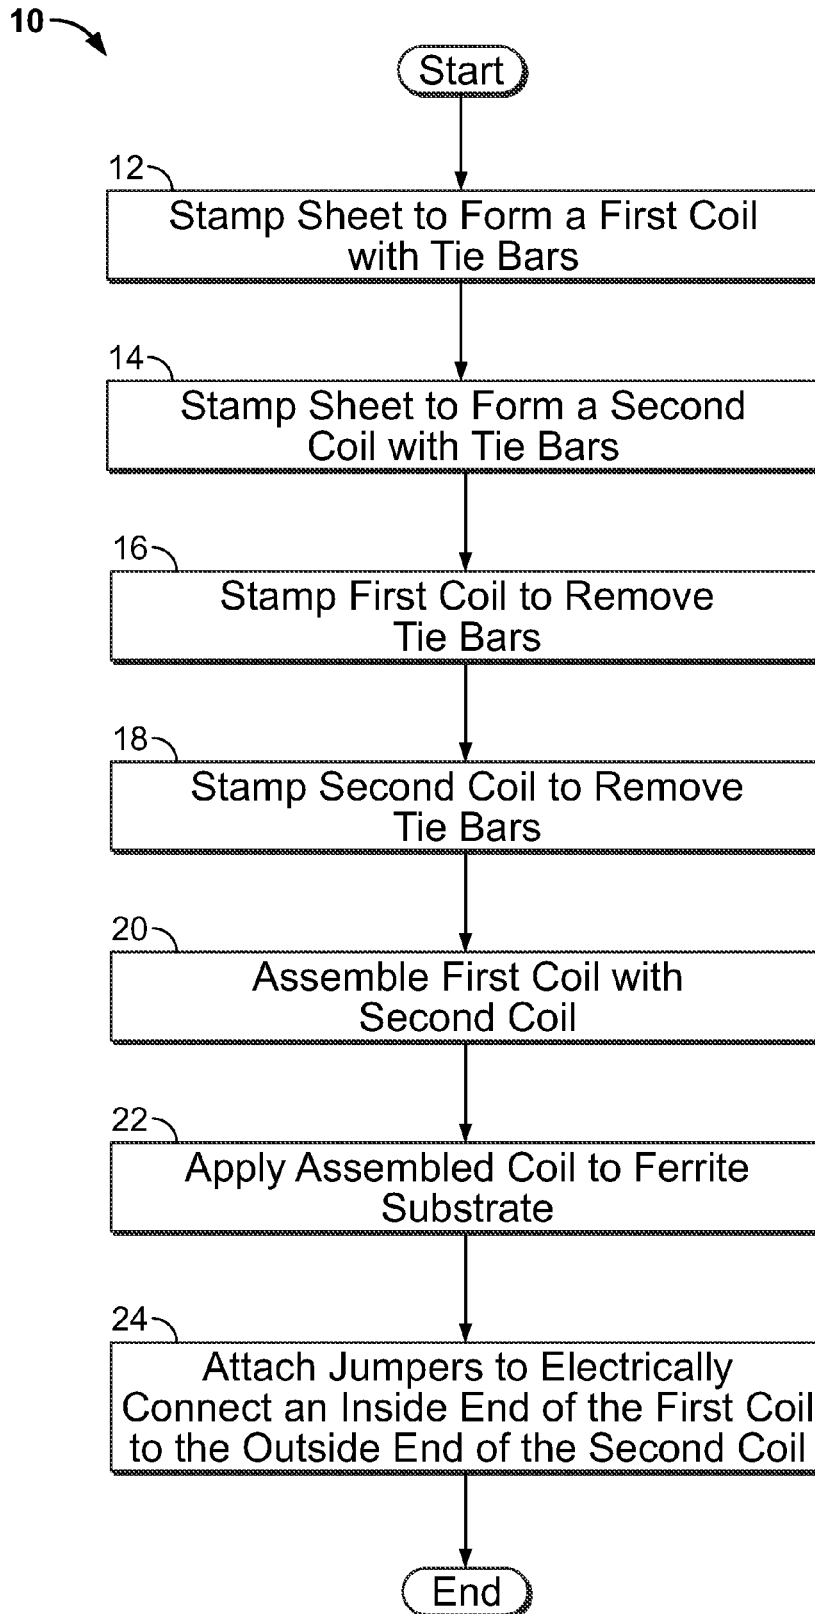 10
Start
12
Stamp Sheet to Form a First Coil
with Tie Bars
14
Stamp Sheet to Form a Second
Coil with Tie Bars
16
Stamp First Coil to Remove
Tie Bars
18
Stamp Second Coil to Remove
Tie Bars
20
Assemble First Coil with
Second Coil
22
Apply Assembled Coil to Ferrite
Substrate
24
Attach Jumpers to Electrically
Connect an Inside End of the First Coil
to the Outside End of the Second Coil
End